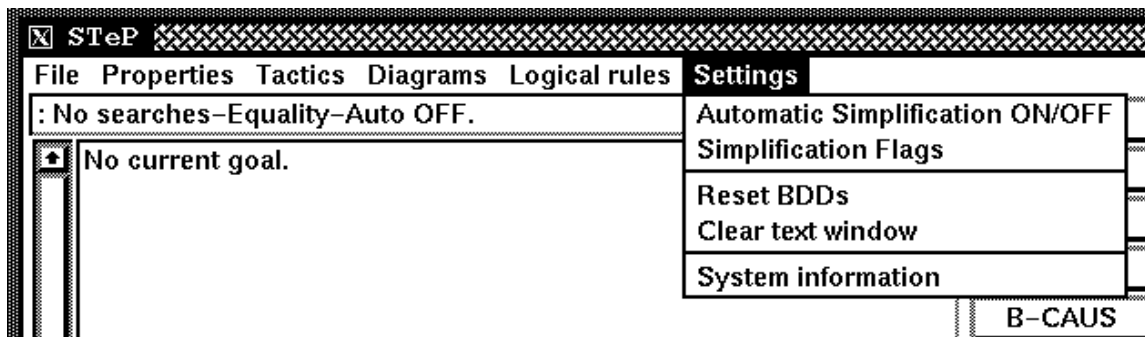 X STeP
File Properties Tactics Diagrams Logical rules Settings
: No searches-Equality-Auto OFF.
Automatic Simplification ON/OFF
No current goal.
Simplification Flags
Reset BDDs
Clear text window
System information
B-CAUS